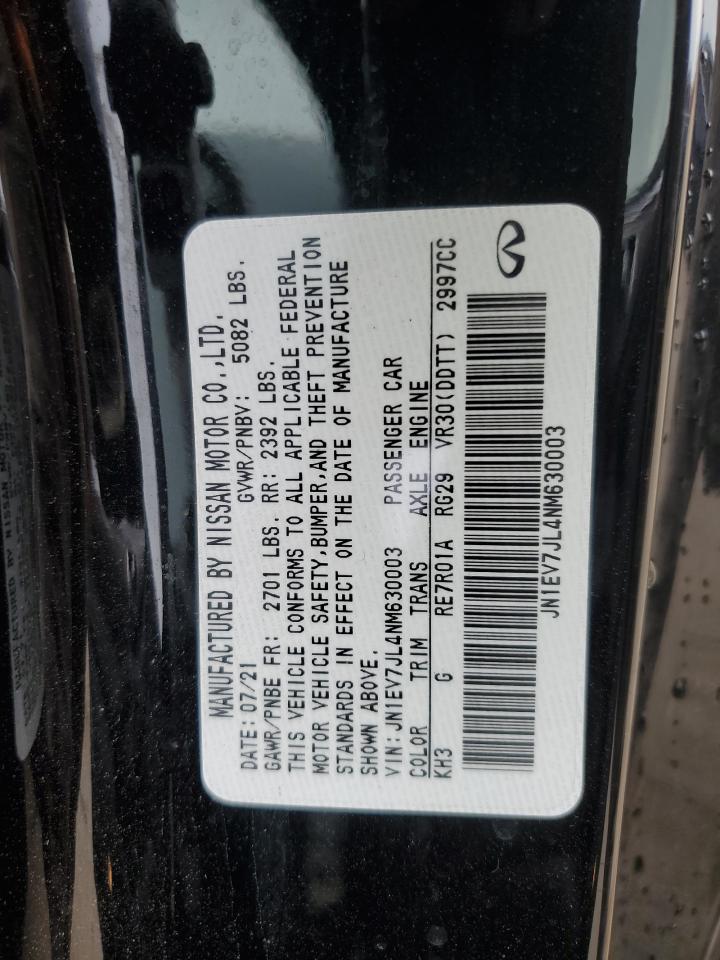 MANUFACTURED BY NISSAN MOTOR CO.,LTD.
DATE: 07/21 GVWR/PNBV: 5082 LBS.
GAWR/PNBE FR: 2701 LBS. RR: 2392 LBS.
THIS VEHICLE CONFORMS TO ALL APPLICABLE FEDERAL
MOTOR VEHICLE SAFETY,BUMPER,AND THEFT PREVENTION
STANDARDS IN EFFECT ON THE DATE OF MANUFACTURE
SHOWN ABOVE.
VIN:JN1EV7JL4NM630003 PASSENGER CAR
COLOR TRIM TRANS AXLE ENGINE
KH3 G RE7R01A RG29 VR30(DDTT) 2997CC
JN1EV7JL4NM630003